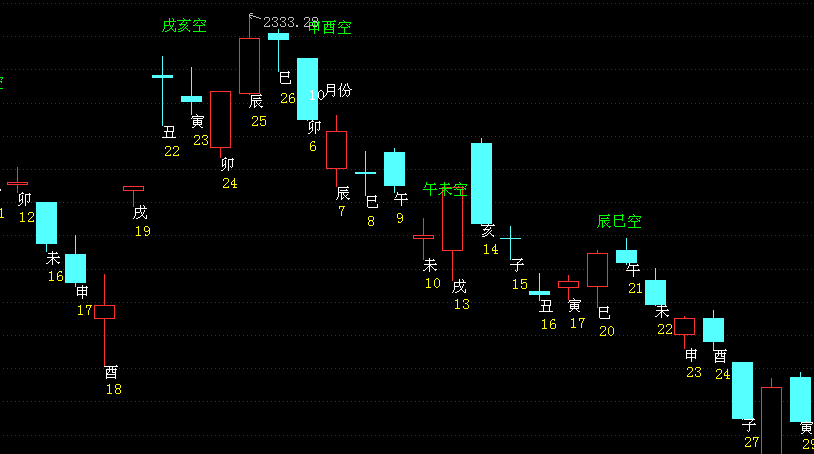 戌亥空
2333.28
申酉空
空
巳
26
10月份
辰
25
丑
22
寅
23
卯
6
卯
24
午未空
辰
7
巳
8
午
9
卯
12
戌
19
辰巳空
亥
14
未
16
未
10
子
15
午
21
申
17
戌
13
丑
16
寅
17
巳
20
未
22
酉
18
申
23
酉
24
子
27
寅
29